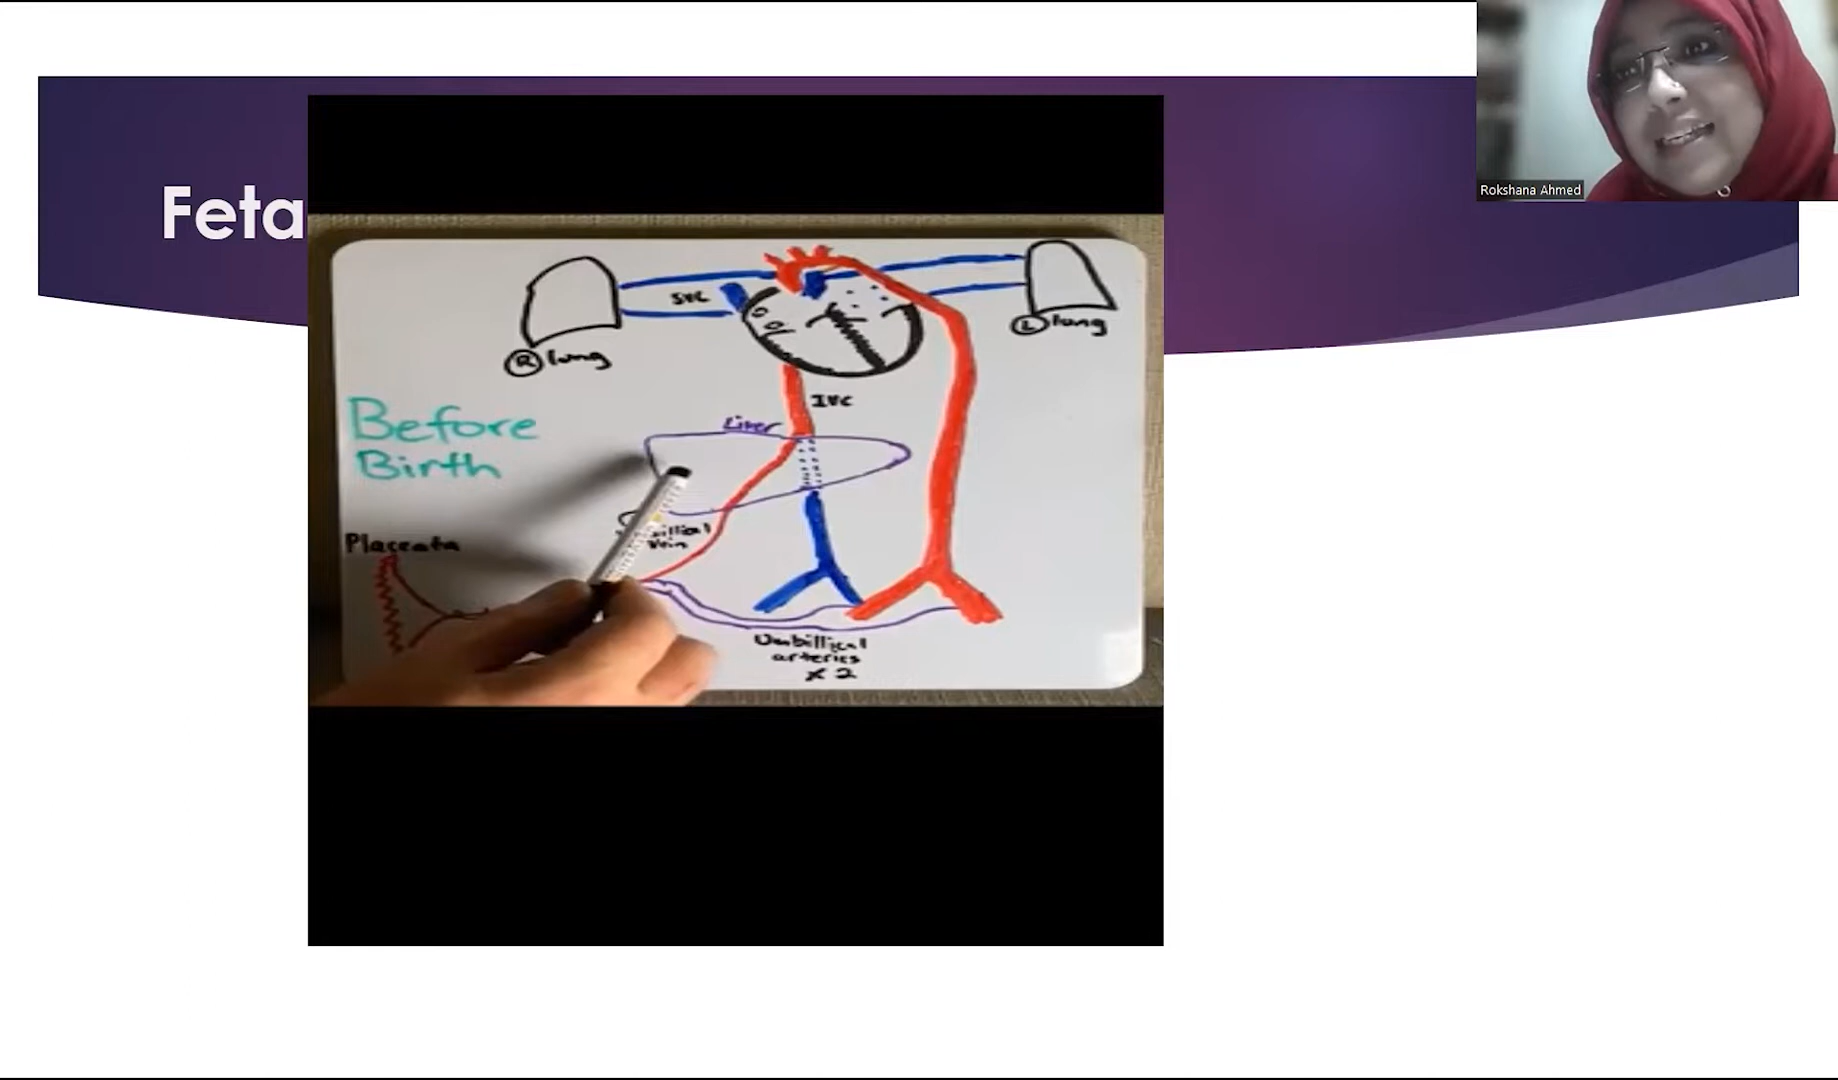 Feta
Rokshana Ahmed
SVC
R lung
L lung
IVC
Before
Birth
Liver
Vein
Placenta
Umbillical
arteries
x 2